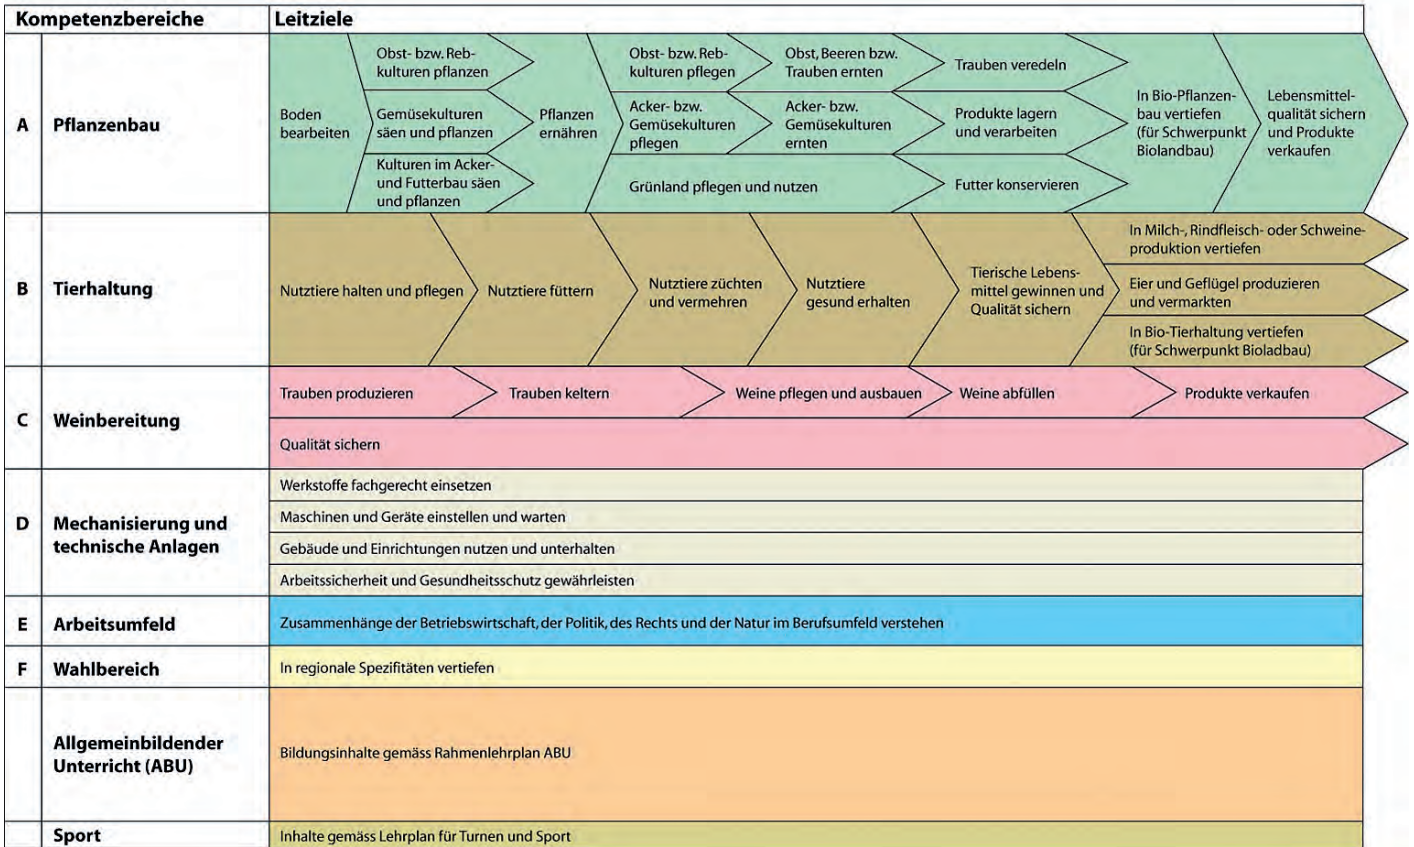 Kompetenzbereiche
Leitziele
A
Pflanzenbau
Boden
bearbeiten
Obst- bzw. Reb-
kulturen pflanzen
Gemüsekulturen
säen und pflanzen
Kulturen im Acker-
und Futterbau säen
und pflanzen
Pflanzen
ernähren
Obst- bzw. Reb-
kulturen pflegen
Acker- bzw.
Gemüsekulturen
pflegen
Obst, Beeren bzw.
Trauben ernten
Acker- bzw.
Gemüsekulturen
ernten
Grünland pflegen und nutzen
Trauben veredeln
Produkte lagern
und verarbeiten
Futter konservieren
In Bio-Pflanzen-
bau vertiefen
(für Schwerpunkt
Biolandbau)
Lebensmittel-
qualität sichern
und Produkte
verkaufen
B
Tierhaltung
Nutztiere halten und pflegen
Nutztiere füttern
Nutztiere züchten
und vermehren
Nutztiere
gesund erhalten
Tierische Lebens-
mittel gewinnen und
Qualität sichern
In Milch-, Rindfleisch- oder Schweine-
produktion vertiefen
Eier und Geflügel produzieren
und vermarkten
In Bio-Tierhaltung vertiefen
(für Schwerpunkt Bioladbau)
C
Weinbereitung
Trauben produzieren
Trauben keltern
Weine pflegen und ausbauen
Weine abfüllen
Produkte verkaufen
Qualität sichern
D
Mechanisierung und
technische Anlagen
Werkstoffe fachgerecht einsetzen
Maschinen und Geräte einstellen und warten
Gebäude und Einrichtungen nutzen und unterhalten
Arbeitssicherheit und Gesundheitsschutz gewährleisten
E
Arbeitsumfeld
Zusammenhänge der Betriebswirtschaft, der Politik, des Rechts und der Natur im Berufsumfeld verstehen
F
Wahlbereich
In regionale Spezifitäten vertiefen
Allgemeinbildender
Unterricht (ABU)
Bildungsinhalte gemäss Rahmenlehrplan ABU
Sport
Inhalte gemäss Lehrplan für Turnen und Sport